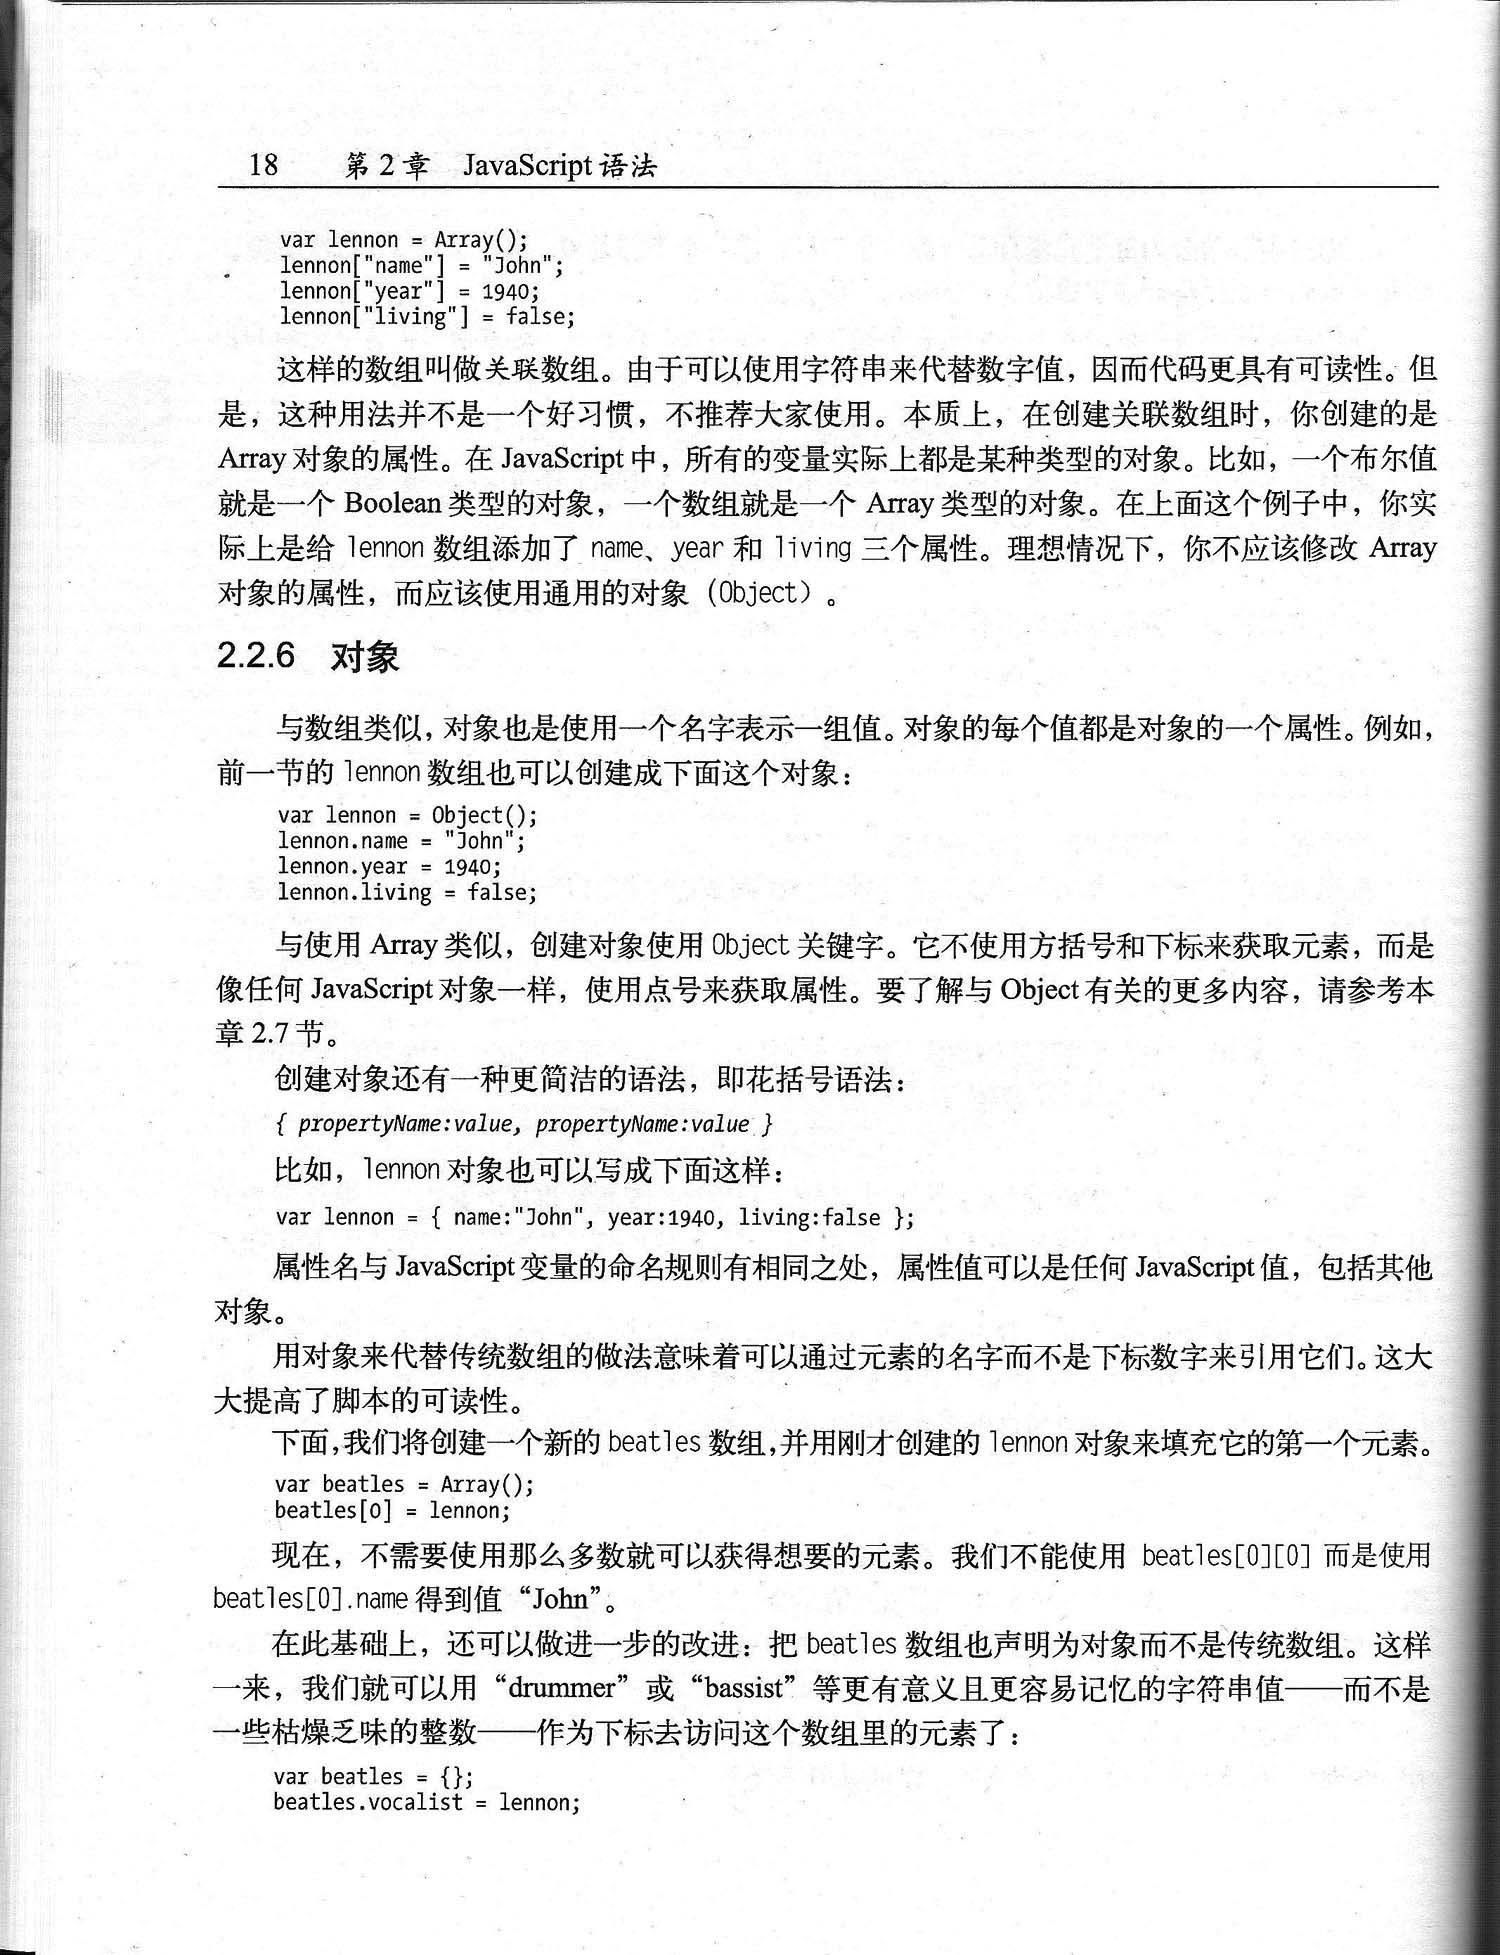 18 第 2 章 JavaScript 语法
var lennon = Array();
lennon["name"] = "John";
lennon["year"] = 1940;
lennon["living"] = false;
这样的数组叫做关联数组。由于可以使用字符串来代替数字值，因而代码更具有可读性。但
是，这种用法并不是一个好习惯，不推荐大家使用。本质上，在创建关联数组时，你创建的是
Array 对象的属性。在 JavaScript 中，所有的变量实际上都是某种类型的对象。比如，一个布尔值
就是一个 Boolean 类型的对象，一个数组就是一个 Array 类型的对象。在上面这个例子中，你实
际上是给 lennon 数组添加了 name、year 和 living 三个属性。理想情况下，你不应该修改 Array
对象的属性，而应该使用通用的对象（Object）。
2.2.6 对象
与数组类似，对象也是使用一个名字表示一组值。对象的每个值都是对象的一个属性。例如，
前一节的 lennon 数组也可以创建成下面这个对象：
var lennon = Object();
lennon.name = "John";
lennon.year = 1940;
lennon.living = false;
与使用 Array 类似，创建对象使用 Object 关键字。它不使用方括号和下标来获取元素，而是
像任何 JavaScript 对象一样，使用点号来获取属性。要了解与 Object 有关的更多内容，请参考本
章 2.7 节。
创建对象还有一种更简洁的语法，即花括号语法：
{ propertyName:value, propertyName:value }
比如，lennon 对象也可以写成下面这样：
var lennon = { name:"John", year:1940, living:false };
属性名与 JavaScript 变量的命名规则有相同之处，属性值可以是任何 JavaScript 值，包括其他
对象。
用对象来代替传统数组的做法意味着可以通过元素的名字而不是下标数字来引用它们。这大
大提高了脚本的可读性。
下面，我们将创建一个新的 beatles 数组，并用刚才创建的 lennon 对象来填充它的第一个元素。
var beatles = Array();
beatles[0] = lennon;
现在，不需要使用那么多数就可以获得想要的元素。我们不能使用 beatles[0][0] 而是使用
beatles[0].name 得到值“John”。
在此基础上，还可以做进一步的改进：把 beatles 数组也声明为对象而不是传统数组。这样
一来，我们就可以用“drummer”或“bassist”等更有意义且更容易记忆的字符串值——而不是
一些枯燥乏味的整数——作为下标去访问这个数组里的元素了：
var beatles = {};
beatles.vocalist = lennon;